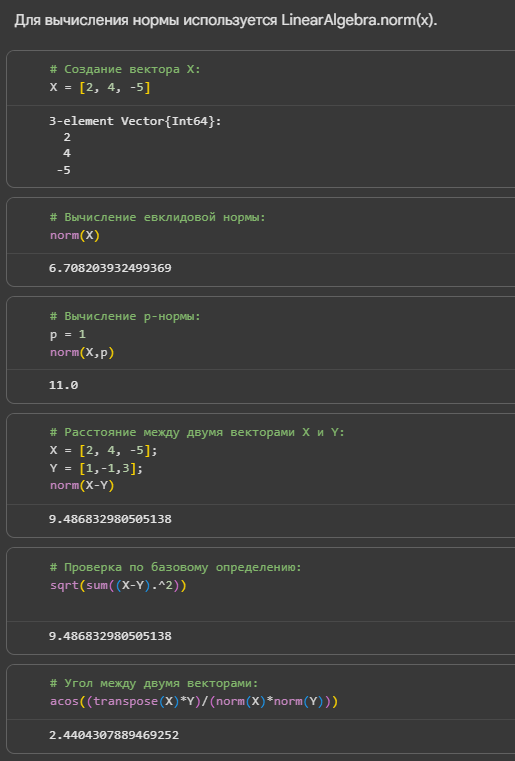 Для вычисления нормы используется LinearAlgebra.norm(x).
# Создание вектора X:
X = [2, 4, -5]
3-element Vector{Int64}:
2
4
-5
# Вычисление евклидовой нормы:
norm(X)
6.708203932499369
# Вычисление p-нормы:
p = 1
norm(X,p)
11.0
# Расстояние между двумя векторами X и Y:
X = [2, 4, -5];
Y = [1,-1,3];
norm(X-Y)
9.486832980505138
# Проверка по базовому определению:
sqrt(sum((X-Y).^2))
9.486832980505138
# Угол между двумя векторами:
acos((transpose(X)*Y)/(norm(X)*norm(Y)))
2.4404307889469252